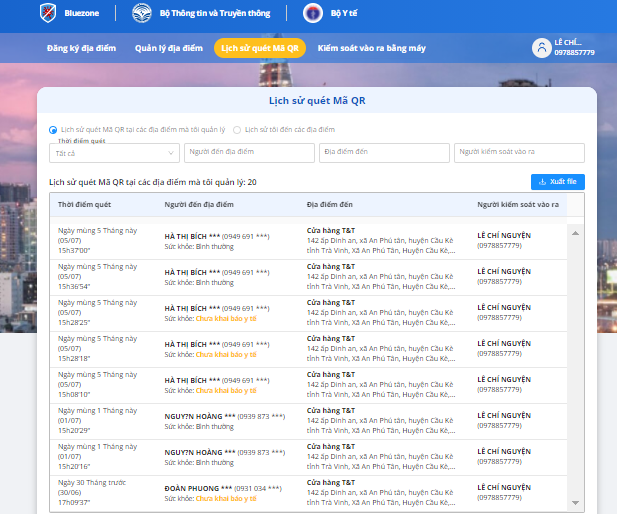 Bluezone
Bộ Thông tin và Truyền thông
Bộ Y tế
Đăng ký địa điểm
Quản lý địa điểm
Lịch sử quét Mã QR
Kiểm soát vào ra bằng máy
LÊ CHÍ...
0978857779
Lịch sử quét Mã QR
Lịch sử quét Mã QR tại các địa điểm mà tôi quản lý
Lịch sử tôi đến các địa điểm
Thời điểm quét
Tất cả
Người đến địa điểm
Địa điểm đến
Người kiểm soát vào ra
Lịch sử quét Mã QR tại các địa điểm mà tôi quản lý: 20
Xuất file
Thời điểm quét
Người đến địa điểm
Địa điểm đến
Người kiểm soát vào ra
Ngày mùng 5 Tháng này
(05/07)
15h37'00"
HÀ THỊ BÍCH *** (0949 691 ***)
Sức khỏe: Bình thường
Cửa hàng T&T
142 ấp Dinh an, xã An Phú tân, huyện Cầu Kè
tỉnh Trà Vinh, Xã An Phú Tân, Huyện Cầu Kè,...
LÊ CHÍ NGUYỆN
(0978857779)
Ngày mùng 5 Tháng này
(05/07)
15h36'54"
HÀ THỊ BÍCH *** (0949 691 ***)
Sức khỏe: Bình thường
Cửa hàng T&T
142 ấp Dinh an, xã An Phú tân, huyện Cầu Kè
tỉnh Trà Vinh, Xã An Phú Tân, Huyện Cầu Kè,...
LÊ CHÍ NGUYỆN
(0978857779)
Ngày mùng 5 Tháng này
(05/07)
15h28'25"
HÀ THỊ BÍCH *** (0949 691 ***)
Sức khỏe: Chưa khai báo y tế
Cửa hàng T&T
142 ấp Dinh an, xã An Phú tân, huyện Cầu Kè
tỉnh Trà Vinh, Xã An Phú Tân, Huyện Cầu Kè,...
LÊ CHÍ NGUYỆN
(0978857779)
Ngày mùng 5 Tháng này
(05/07)
15h28'18"
HÀ THỊ BÍCH *** (0949 691 ***)
Sức khỏe: Chưa khai báo y tế
Cửa hàng T&T
142 ấp Dinh an, xã An Phú tân, huyện Cầu Kè
tỉnh Trà Vinh, Xã An Phú Tân, Huyện Cầu Kè,...
LÊ CHÍ NGUYỆN
(0978857779)
Ngày mùng 5 Tháng này
(05/07)
15h08'10"
HÀ THỊ BÍCH *** (0949 691 ***)
Sức khỏe: Chưa khai báo y tế
Cửa hàng T&T
142 ấp Dinh an, xã An Phú tân, huyện Cầu Kè
tỉnh Trà Vinh, Xã An Phú Tân, Huyện Cầu Kè,...
LÊ CHÍ NGUYỆN
(0978857779)
Ngày mùng 1 Tháng này
(01/07)
15h20'29"
NGUY?N HOÀNG *** (0939 873 ***)
Sức khỏe: Bình thường
Cửa hàng T&T
142 ấp Dinh an, xã An Phú tân, huyện Cầu Kè
tỉnh Trà Vinh, Xã An Phú Tân, Huyện Cầu Kè,...
LÊ CHÍ NGUYỆN
(0978857779)
Ngày mùng 1 Tháng này
(01/07)
15h20'16"
NGUY?N HOÀNG *** (0939 873 ***)
Sức khỏe: Bình thường
Cửa hàng T&T
142 ấp Dinh an, xã An Phú tân, huyện Cầu Kè
tỉnh Trà Vinh, Xã An Phú Tân, Huyện Cầu Kè,...
LÊ CHÍ NGUYỆN
(0978857779)
Ngày 30 Tháng trước
(30/06)
17h09'37"
ĐOÀN PHUONG *** (0931 034 ***)
Sức khỏe: Chưa khai báo y tế
Cửa hàng T&T
142 ấp Dinh an, xã An Phú tân, huyện Cầu Kè
tỉnh Trà Vinh, Xã An Phú Tân, Huyện Cầu Kè,...
LÊ CHÍ NGUYỆN
(0978857779)